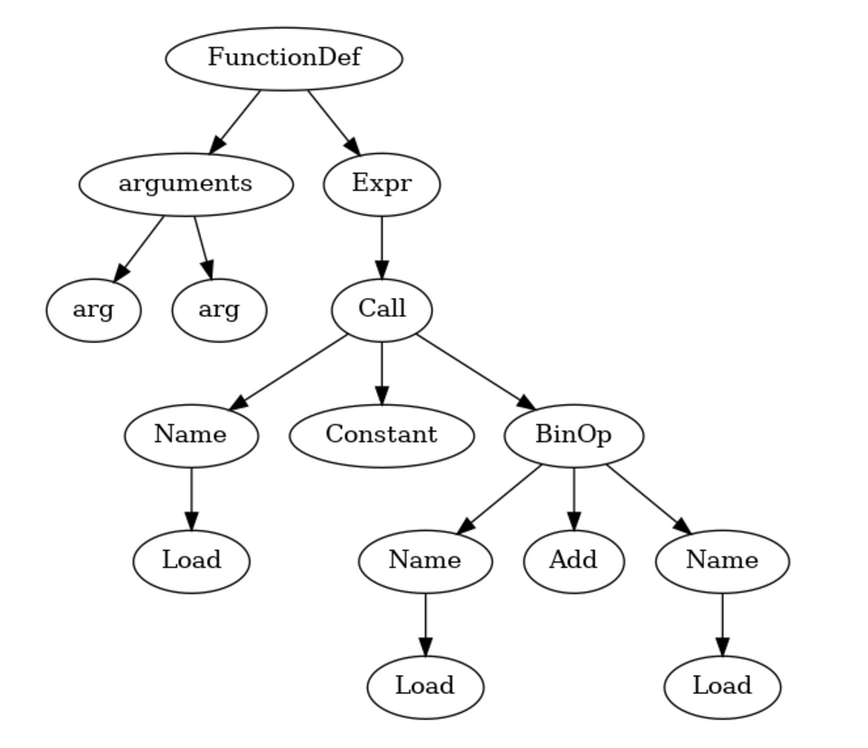 FunctionDef
arguments
Expr
arg
arg
Call
Name
Constant
BinOp
Load
Name
Add
Name
Load
Load